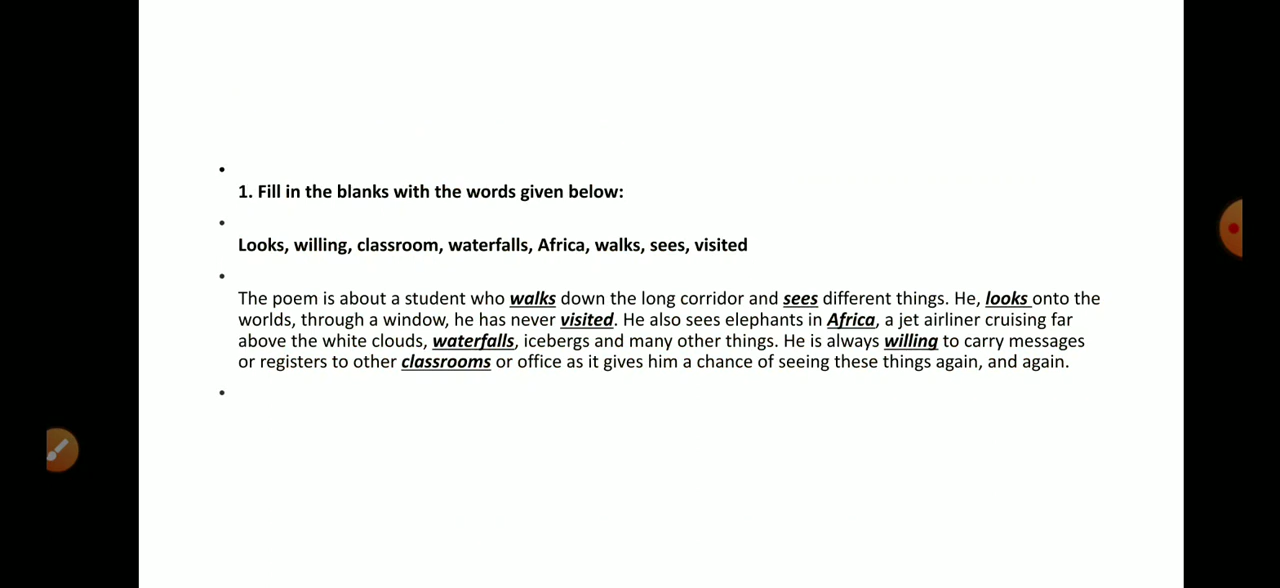 1. Fill in the blanks with the words given below:
Looks, willing, classroom, waterfalls, Africa, walks, sees, visited
The poem is about a student who walks down the long corridor and sees different things. He, looks onto the
worlds, through a window, he has never visited. He also sees elephants in Africa, a jet airliner cruising far
above the white clouds, waterfalls, icebergs and many other things. He is always willing to carry messages
or registers to other classrooms or office as it gives him a chance of seeing these things again, and again.